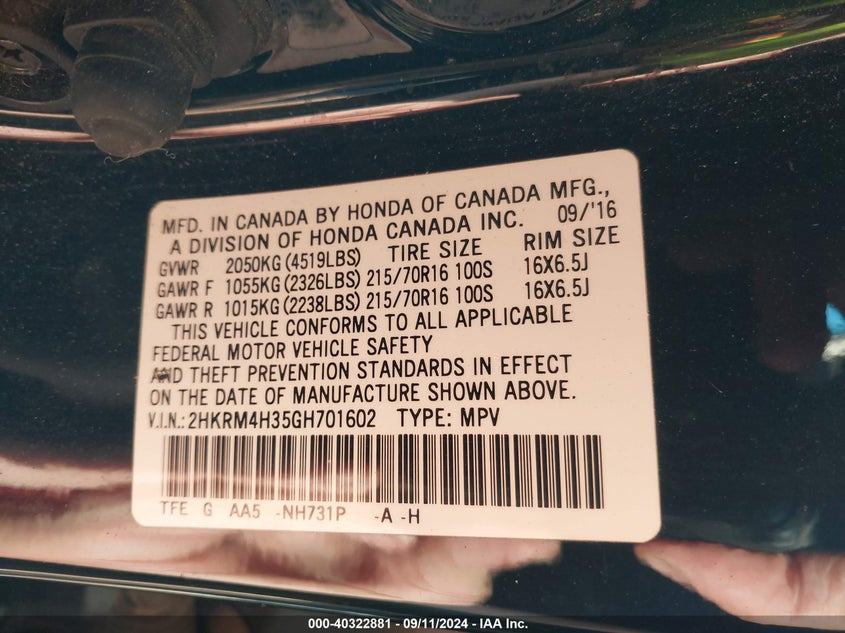 MFD. IN CANADA BY HONDA OF CANADA MFG.,
A DIVISION OF HONDA CANADA INC. 09/'16
GVWR 2050KG (4519LBS) TIRE SIZE RIM SIZE
GAWR F 1055KG (2326LBS) 215/70R16 100S 16X6.5J
GAWR R 1015KG (2238LBS) 215/70R16 100S 16X6.5J
THIS VEHICLE CONFORMS TO ALL APPLICABLE
FEDERAL MOTOR VEHICLE SAFETY
AND THEFT PREVENTION STANDARDS IN EFFECT
ON THE DATE OF MANUFACTURE SHOWN ABOVE.
V.I.N.: 2HKRM4H35GH701602 TYPE: MPV
TFE G AA5 -NH731P -A -H
000-40322881 - 09/11/2024 - IAA Inc.